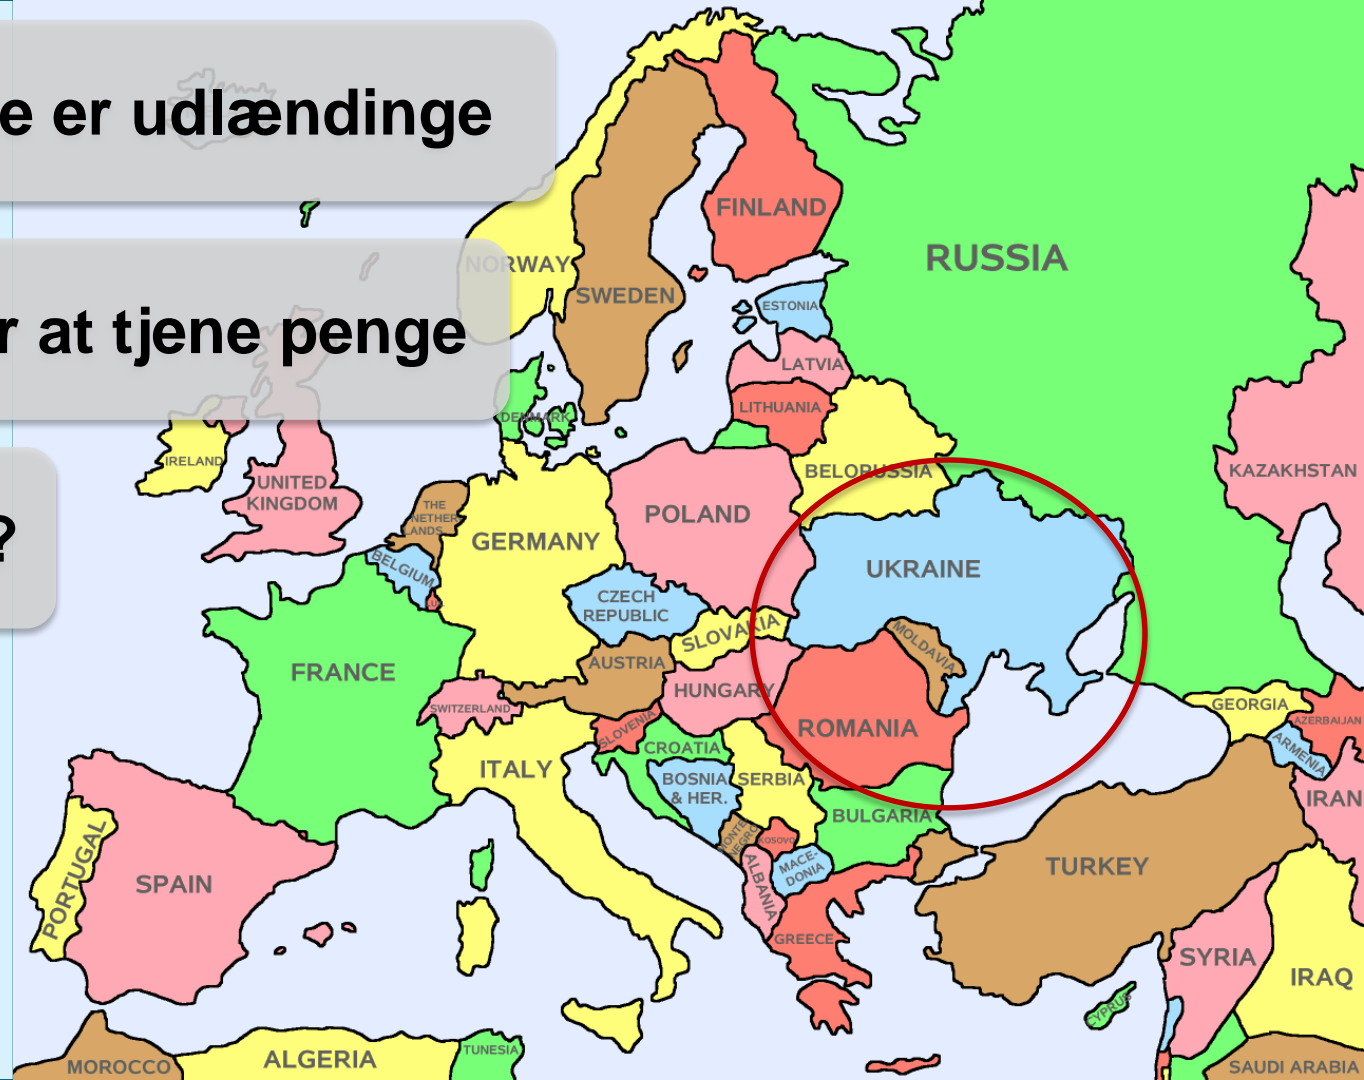 e er udlændinge
r at tjene penge
?
NORWAY
SWEDEN
FINLAND
RUSSIA
ESTONIA
LATVIA
LITHUANIA
DENMARK
IRELAND
UNITED
KINGDOM
THE
NETHER
LANDS
BELGIUM
GERMANY
POLAND
BELORUSSIA
KAZAKHSTAN
UKRAINE
CZECH
REPUBLIC
SLOVAKIA
MOLDAVIA
FRANCE
AUSTRIA
HUNGARY
SWITZERLAND
SLOVENIA
ROMANIA
CROATIA
GEORGIA
AZERBAIJAN
ARMENIA
ITALY
BOSNIA
& HER.
SERBIA
BULGARIA
IRAN
MONTE
NEGRO
KOSOVO
MACE-
DONIA
ALBANIA
PORTUGAL
SPAIN
TURKEY
GREECE
SYRIA
IRAQ
CYPRUS
MOROCCO
ALGERIA
TUNESIA
SAUDI ARABIA